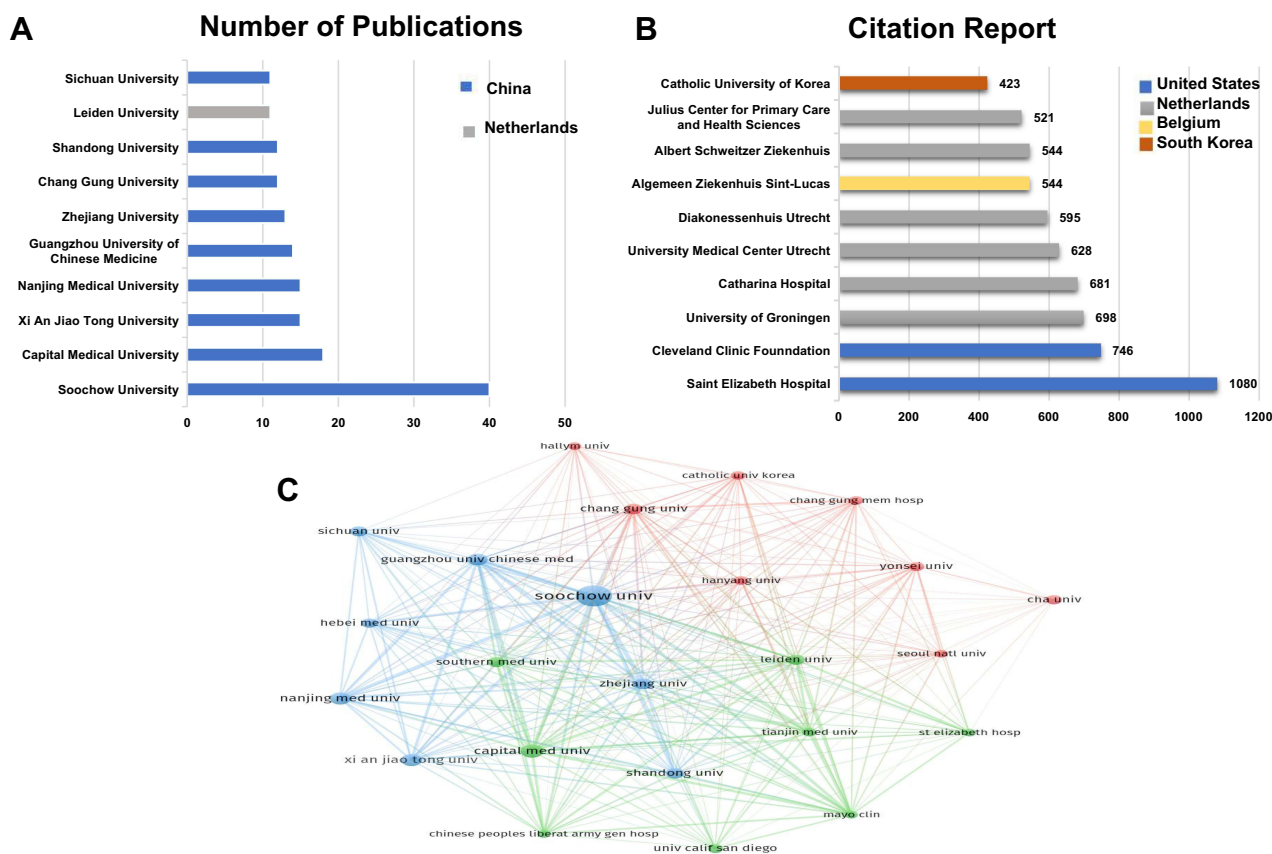 A
Number of Publications
Sichuan University
Leiden University
Shandong University
Chang Gung University
Zhejiang University
Guangzhou University of
Chinese Medicine
Nanjing Medical University
Xi An Jiao Tong University
Capital Medical University
Soochow University
0 10 20 30 40 50
China
Netherlands
B
Citation Report
Catholic University of Korea 423
Julius Center for Primary Care
and Health Sciences 521
Albert Schweitzer Ziekenhuis 544
Algemeen Ziekenhuis Sint-Lucas 544
Diakonessenhuis Utrecht 595
University Medical Center Utrecht 628
Catharina Hospital 681
University of Groningen 698
Cleveland Clinic Founndation 746
Saint Elizabeth Hospital 1080
0 200 400 600 800 1000 1200
United States
Netherlands
Belgium
South Korea
C
hallym univ
catholic univ korea
chang gung mem hosp
chang gung univ
sichuan univ
guangzhou univ chinese med
yonsei univ
hanyang univ
soochow univ
cha univ
hebei med univ
seoul natl univ
southern med univ
leiden univ
zhejiang univ
nanjing med univ
tianjin med univ
st elizabeth hosp
capital med univ
xi an jiao tong univ
shandong univ
mayo clin
chinese peoples liberat army gen hosp
univ calif san diego